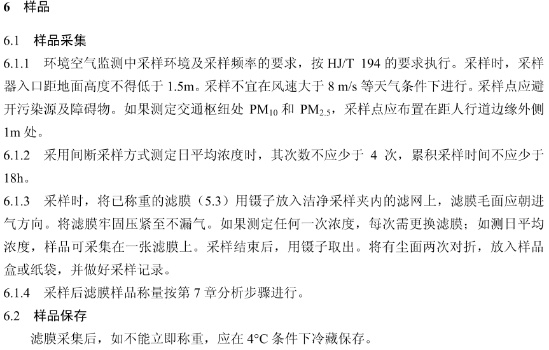 6 样品
6.1 样品采集
6.1.1 环境空气监测中采样环境及采样频率的要求，按 HJ/T 194 的要求执行。采样时，采样
器入口距地面高度不得低于 1.5m。采样不宜在风速大于 8 m/s 等天气条件下进行。采样点应避
开污染源及障碍物。如果测定交通枢纽处 PM10 和 PM2.5，采样点应布置在距人行道边缘外侧
1m 处。
6.1.2 采用间断采样方式测定日平均浓度时，其次数不应少于 4 次，累积采样时间不应少于
18h。
6.1.3 采样时，将已称重的滤膜（5.3）用镊子放入洁净采样夹内的滤网上，滤膜毛面应朝进
气方向。将滤膜牢固压紧至不漏气。如果测定任何一次浓度，每次需更换滤膜；如测日平均
浓度，样品可采集在一张滤膜上。采样结束后，用镊子取出。将有尘面两次对折，放入样品
盒或纸袋，并做好采样记录。
6.1.4 采样后滤膜样品称量按第 7 章分析步骤进行。
6.2 样品保存
滤膜采集后，如不能立即称重，应在 4°C 条件下冷藏保存。